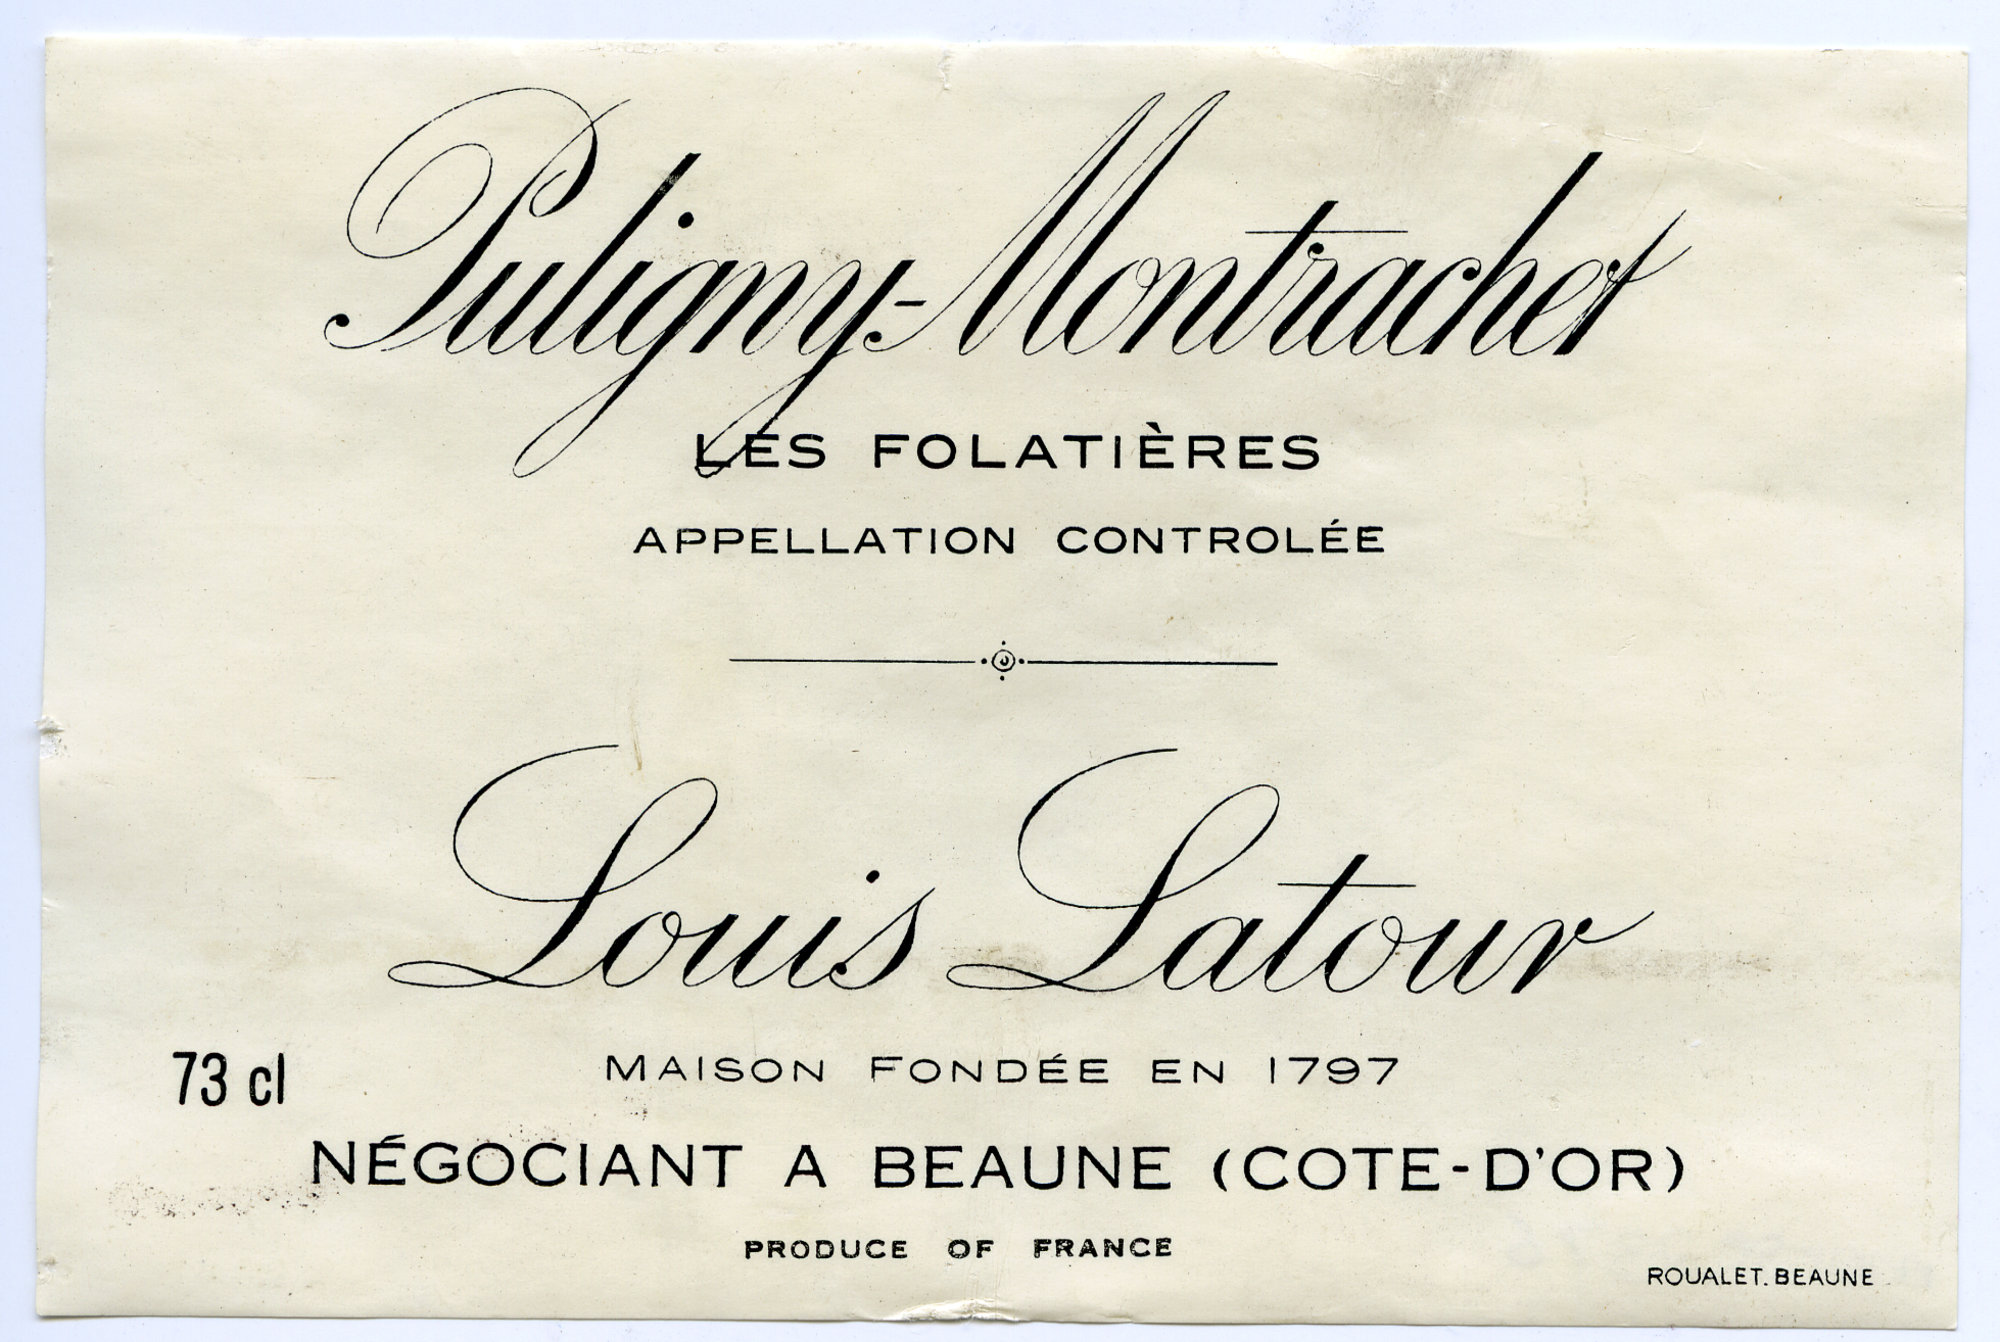 Puligny-Montrachet
LES FOLATIÈRES
APPELLATION CONTROLÉE
Louis Latour
73 cl
MAISON FONDÉE EN 1797
NÉGOCIANT A BEAUNE (COTE-D'OR)
PRODUCE OF FRANCE
ROUALET. BEAUNE